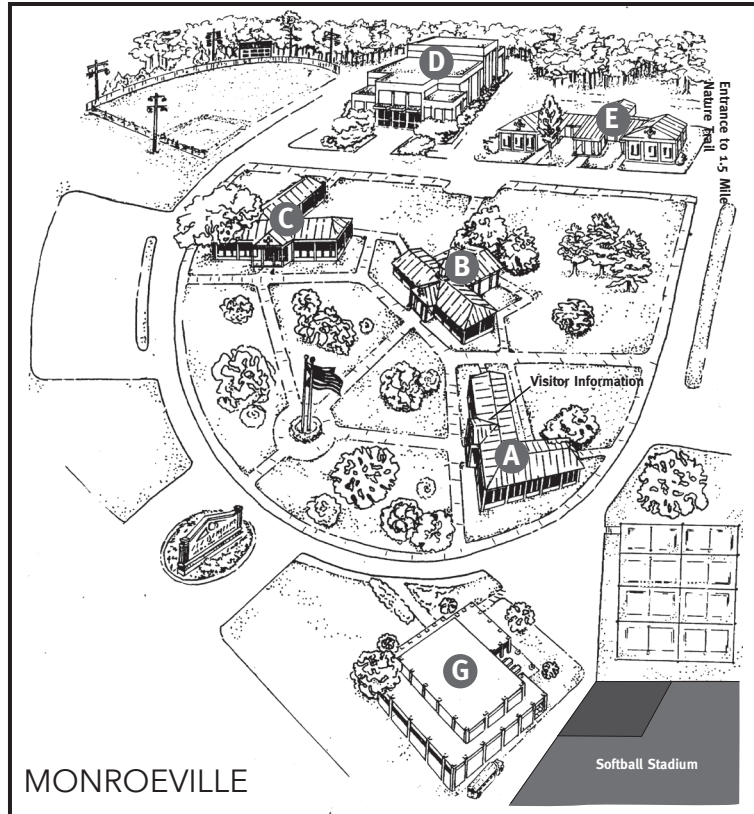 D
E
Entrance to 1.5 Mile
Nature Trail
C
B
Visitor Information
A
G
Softball Stadium
MONROEVILLE